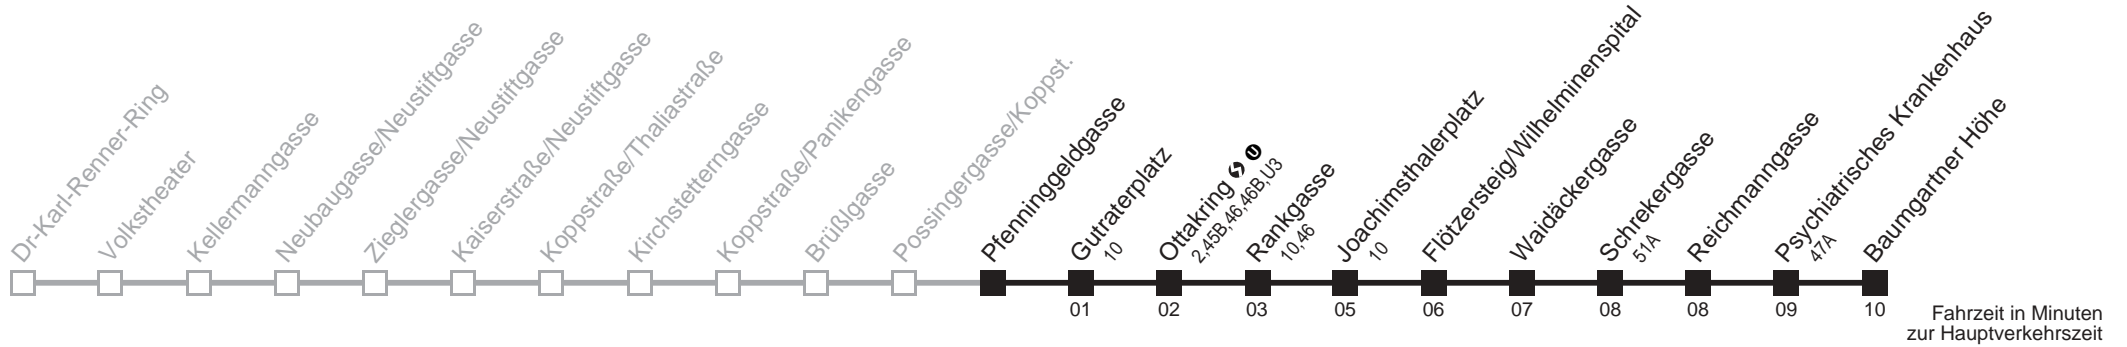 Dr-Karl-Renner-Ring
Volkstheater
Kellermanngasse
Neubaugasse/Neustiftgasse
Zieglergasse/Neustiftgasse
Kaiserstraße/Neustiftgasse
Koppstraße/Thaliastraße
Kirchstetterngasse
Koppstraße/Panikengasse
Brüßlgasse
Possingergasse/Koppst.
Pfenninggeldgasse
Gutraterplatz
10
Ottakring S U
2,45B,46,46B,U3
Rankgasse
10,46
Joachimsthalerplatz
10
Flötzersteig/Wilhelminenspital
Waidäckergasse
Schrekergasse
51A
Reichmanngasse
Psychiatrisches Krankenhaus
47A
Baumgartner Höhe
01 02 03 05 06 07 08 08 09 10
Fahrzeit in Minuten
zur Hauptverkehrszeit